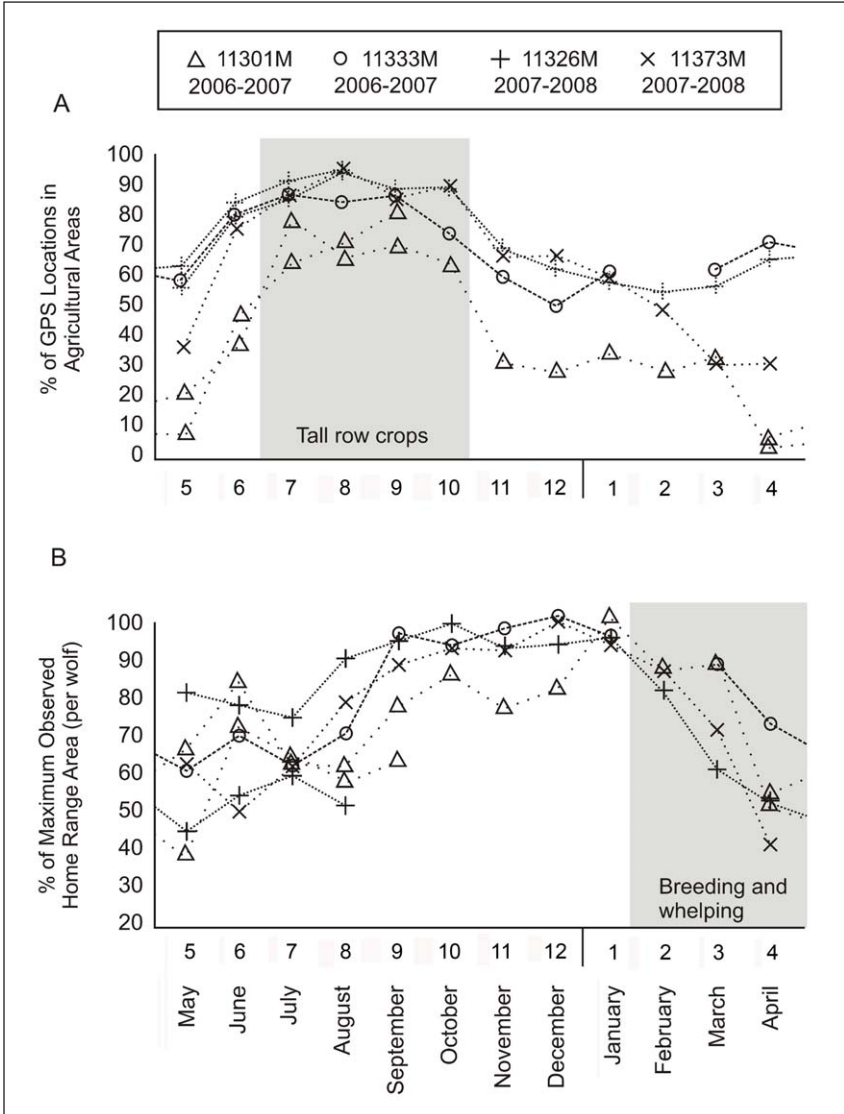 △ 11301M ○ 11333M + 11326M × 11373M
2006-2007 2006-2007 2007-2008 2007-2008
A
% of GPS Locations in
Agricultural Areas
100
90
80
70
60
50
40
30
20
10
0
Tall row crops
5 6 7 8 9 10 11 12 1 2 3 4
B
% of Maximum Observed
Home Range Area (per wolf)
100
90
80
70
60
50
40
30
20
Breeding and
whelping
5 6 7 8 9 10 11 12 1 2 3 4
May June July August September October November December January February March April